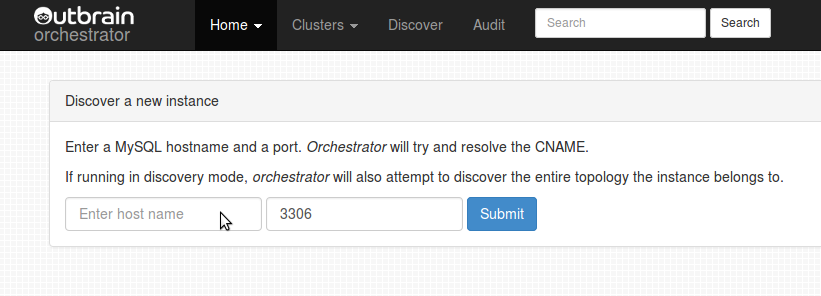 Outbrain
orchestrator
Home Clusters Discover Audit Search Search
Discover a new instance
Enter a MySQL hostname and a port. Orchestrator will try and resolve the CNAME.
If running in discovery mode, orchestrator will also attempt to discover the entire topology the instance belongs to.
Enter host name 3306 Submit